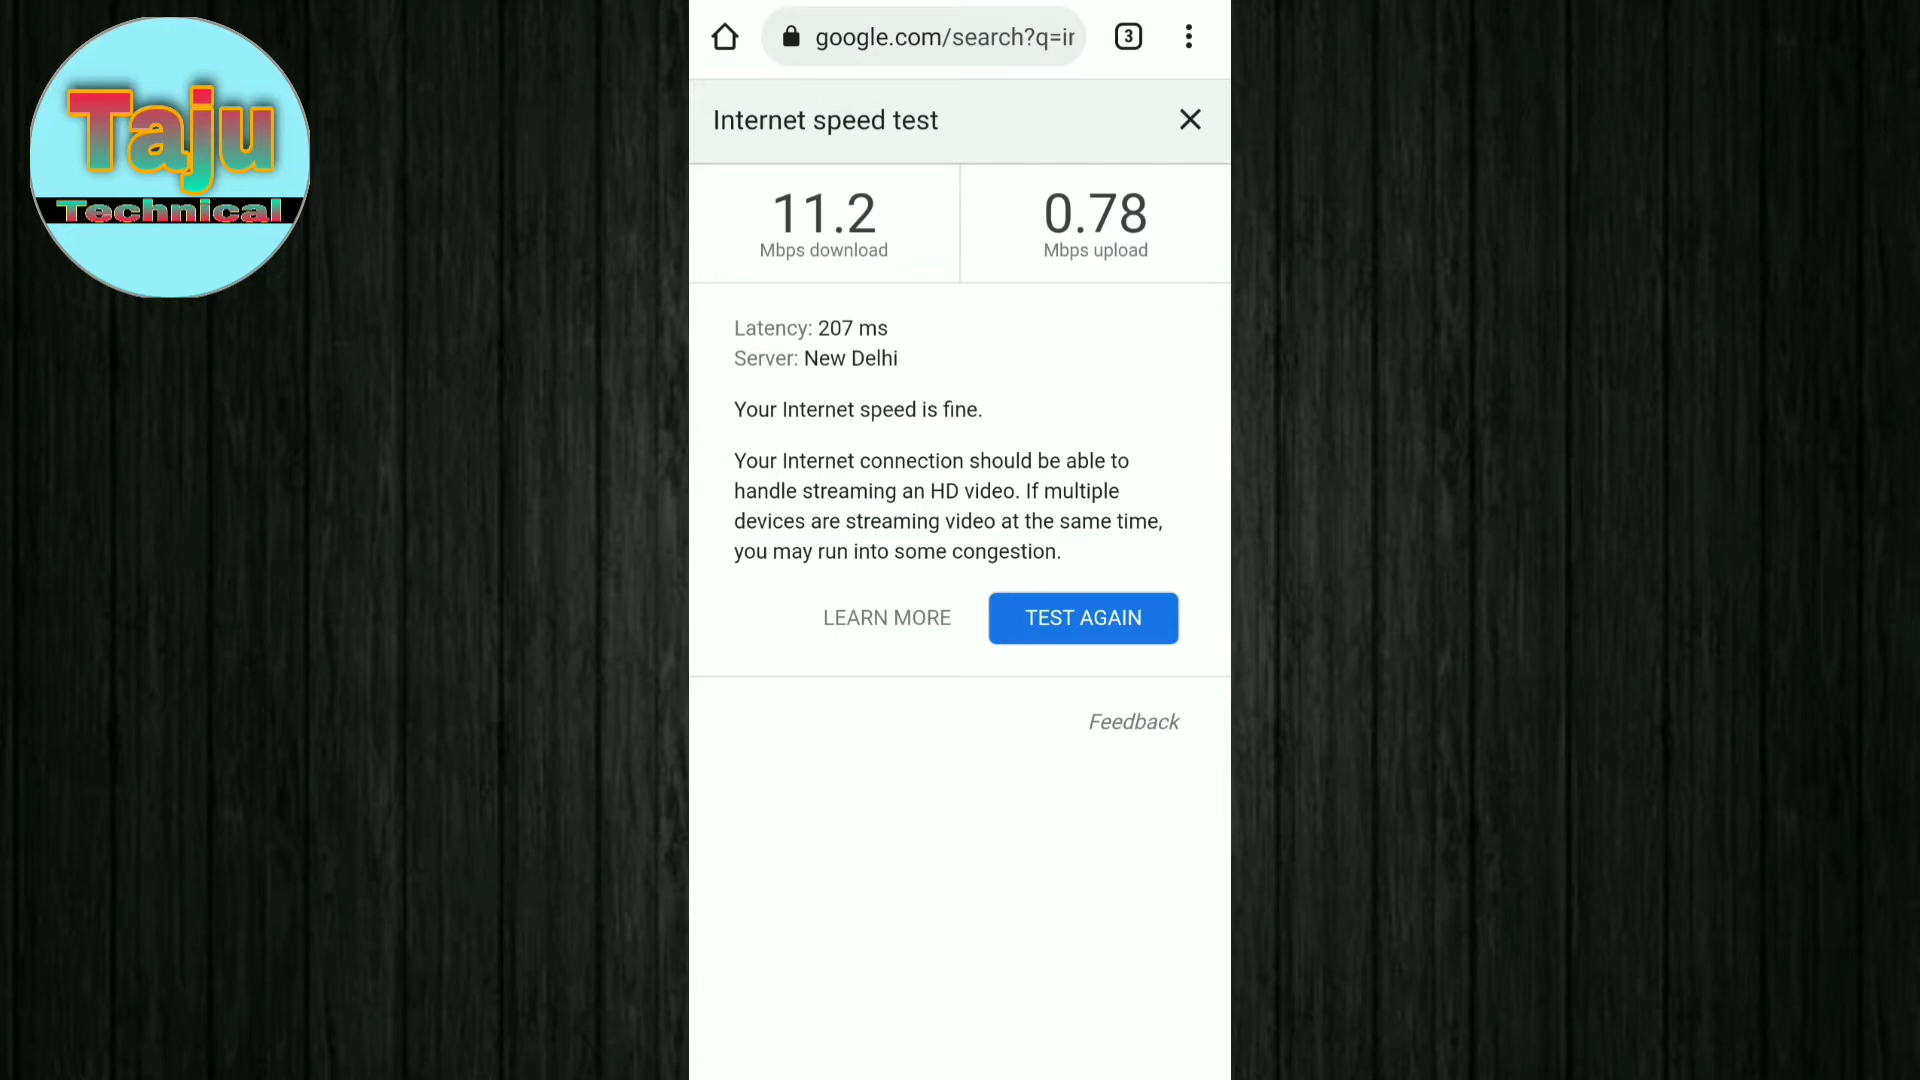 Taju
Technical
google.com/search?q=ir
3
Internet speed test
11.2
Mbps download
0.78
Mbps upload
Latency: 207 ms
Server: New Delhi
Your Internet speed is fine.
Your Internet connection should be able to
handle streaming an HD video. If multiple
devices are streaming video at the same time,
you may run into some congestion.
LEARN MORE
TEST AGAIN
Feedback